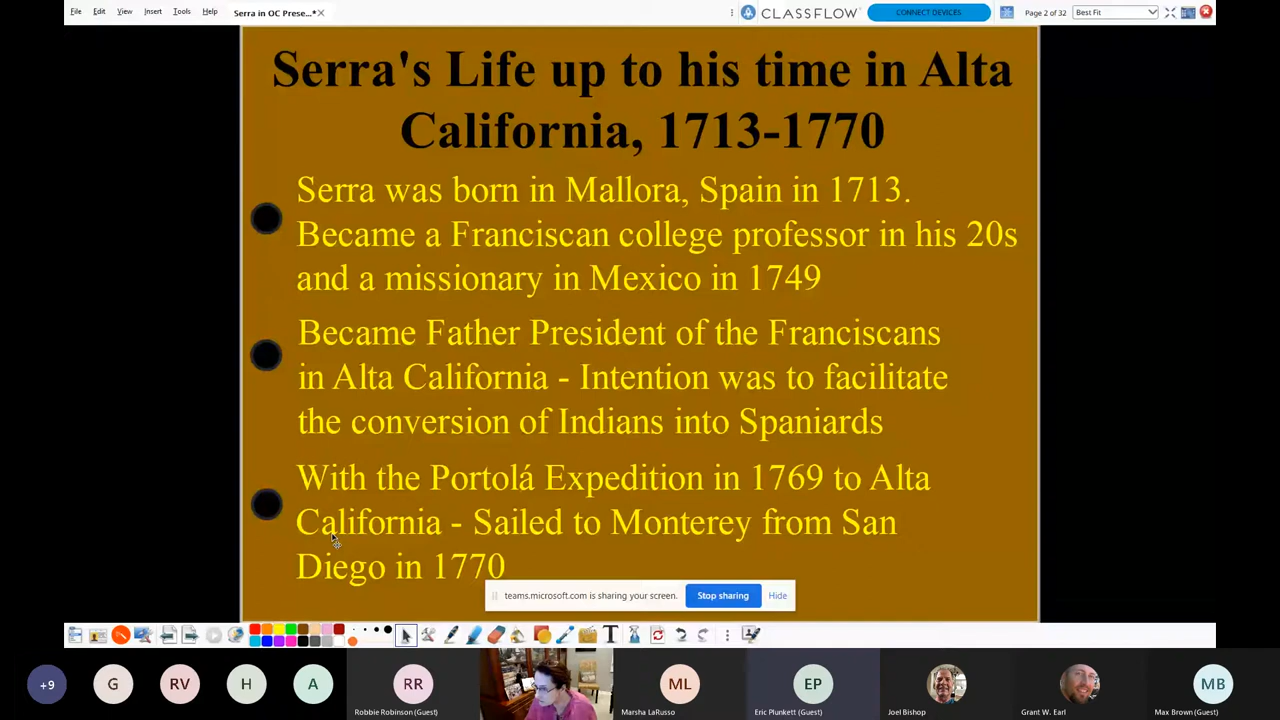 File Edit View Insert Tools Help Serra in OC Prese...*
CLASSFLOW CONNECT DEVICES Page 2 of 32 Best Fit
Serra's Life up to his time in Alta
California, 1713-1770
Serra was born in Mallora, Spain in 1713.
Became a Franciscan college professor in his 20s
and a missionary in Mexico in 1749
Became Father President of the Franciscans
in Alta California - Intention was to facilitate
the conversion of Indians into Spaniards
With the Portolá Expedition in 1769 to Alta
California - Sailed to Monterey from San
Diego in 1770
teams.microsoft.com is sharing your screen. Stop sharing Hide
T
+9 G RV H A RR ML EP MB
Robbie Robinson (Guest) Marsha LaRusso Eric Plunkett (Guest) Joel Bishop Grant W. Earl Max Brown (Guest)